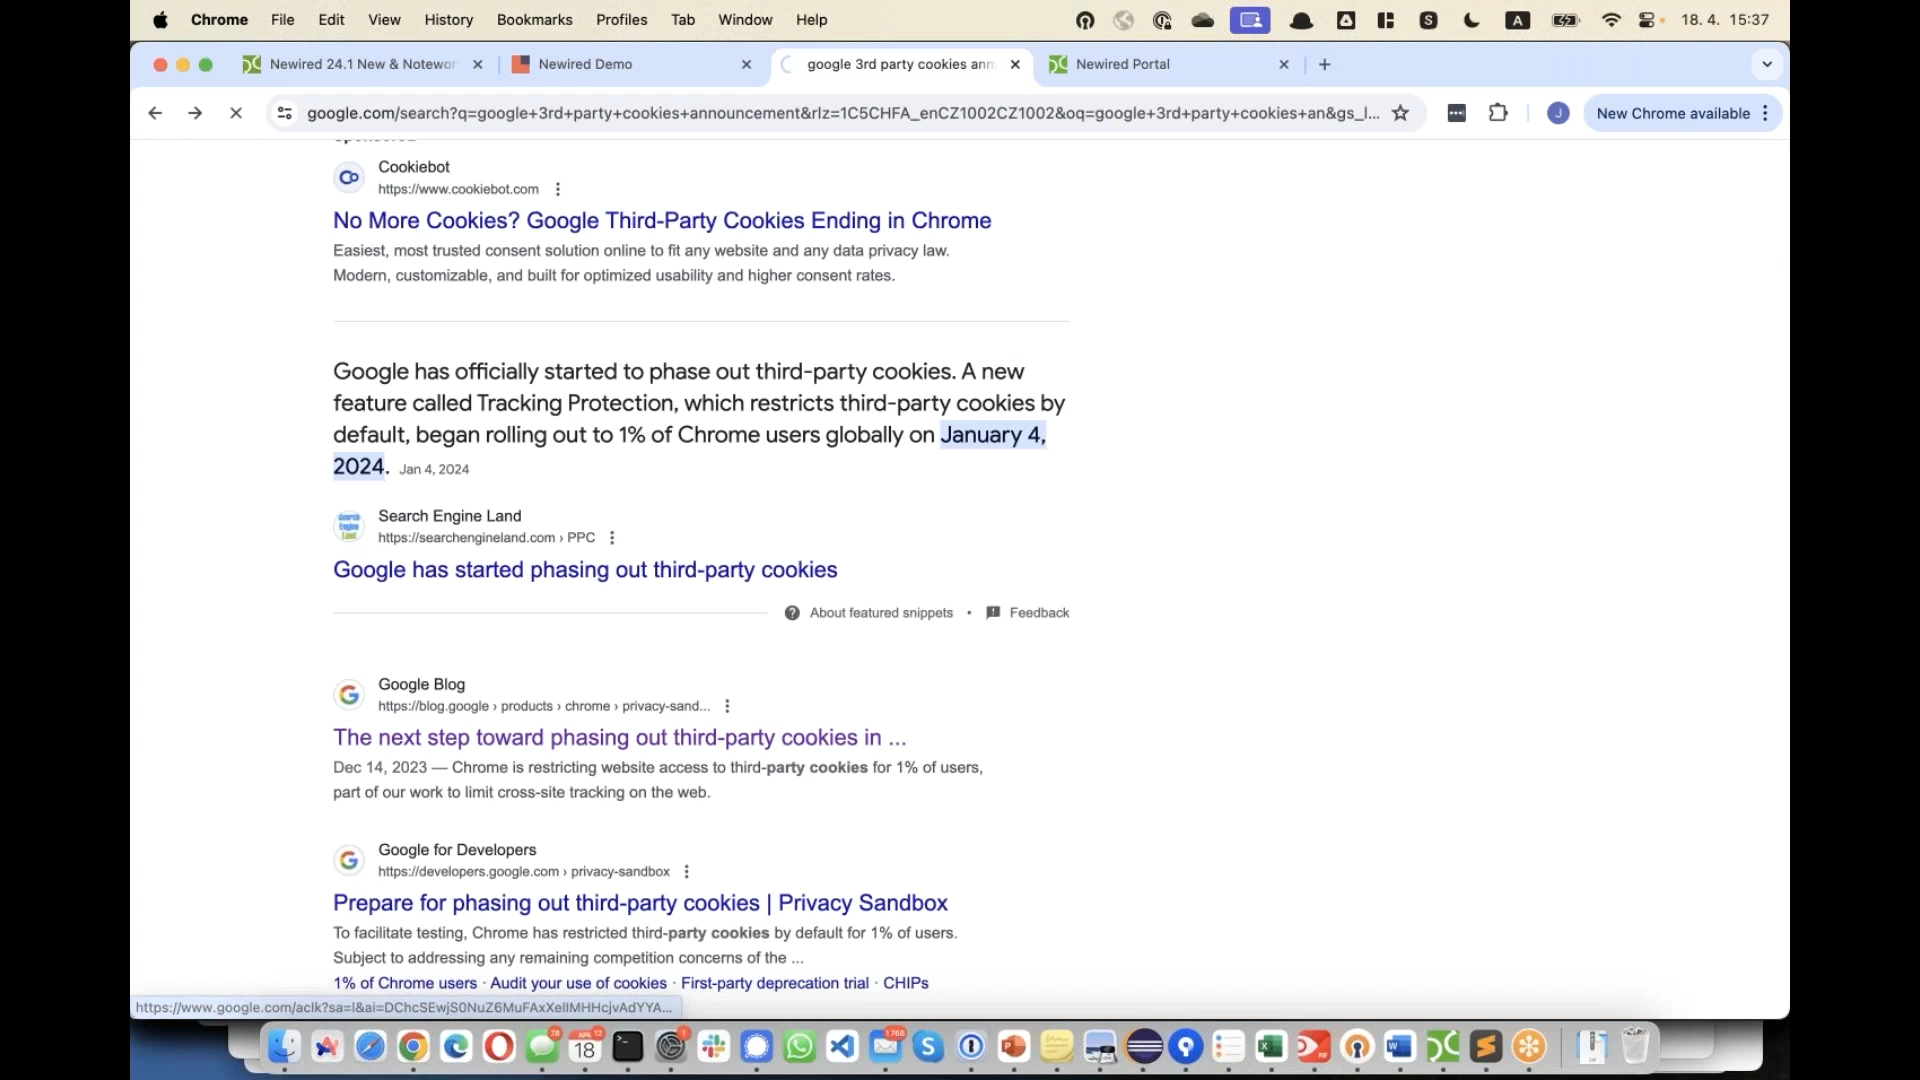 Chrome File Edit View History Bookmarks Profiles Tab Window Help S A 18. 4. 15:37
Newired 24.1 New & Notewor Newired Demo google 3rd party cookies ann Newired Portal
google.com/search?q=google+3rd+party+cookies+announcement&rlz=1C5CHFA_enCZ1002CZ1002&oq=google+3rd+party+cookies+an&gs_l... J New Chrome available
Cookiebot
https://www.cookiebot.com
No More Cookies? Google Third-Party Cookies Ending in Chrome
Easiest, most trusted consent solution online to fit any website and any data privacy law.
Modern, customizable, and built for optimized usability and higher consent rates.
Google has officially started to phase out third-party cookies. A new
feature called Tracking Protection, which restricts third-party cookies by
default, began rolling out to 1% of Chrome users globally on January 4,
2024. Jan 4, 2024
Search Engine Land
https://searchengineland.com › PPC
Google has started phasing out third-party cookies
About featured snippets • Feedback
Google Blog
https://blog.google › products › chrome › privacy-sand...
The next step toward phasing out third-party cookies in ...
Dec 14, 2023 — Chrome is restricting website access to third-party cookies for 1% of users,
part of our work to limit cross-site tracking on the web.
Google for Developers
https://developers.google.com › privacy-sandbox
Prepare for phasing out third-party cookies | Privacy Sandbox
To facilitate testing, Chrome has restricted third-party cookies by default for 1% of users.
Subject to addressing any remaining competition concerns of the ...
1% of Chrome users · Audit your use of cookies · First-party deprecation trial · CHIPs
18